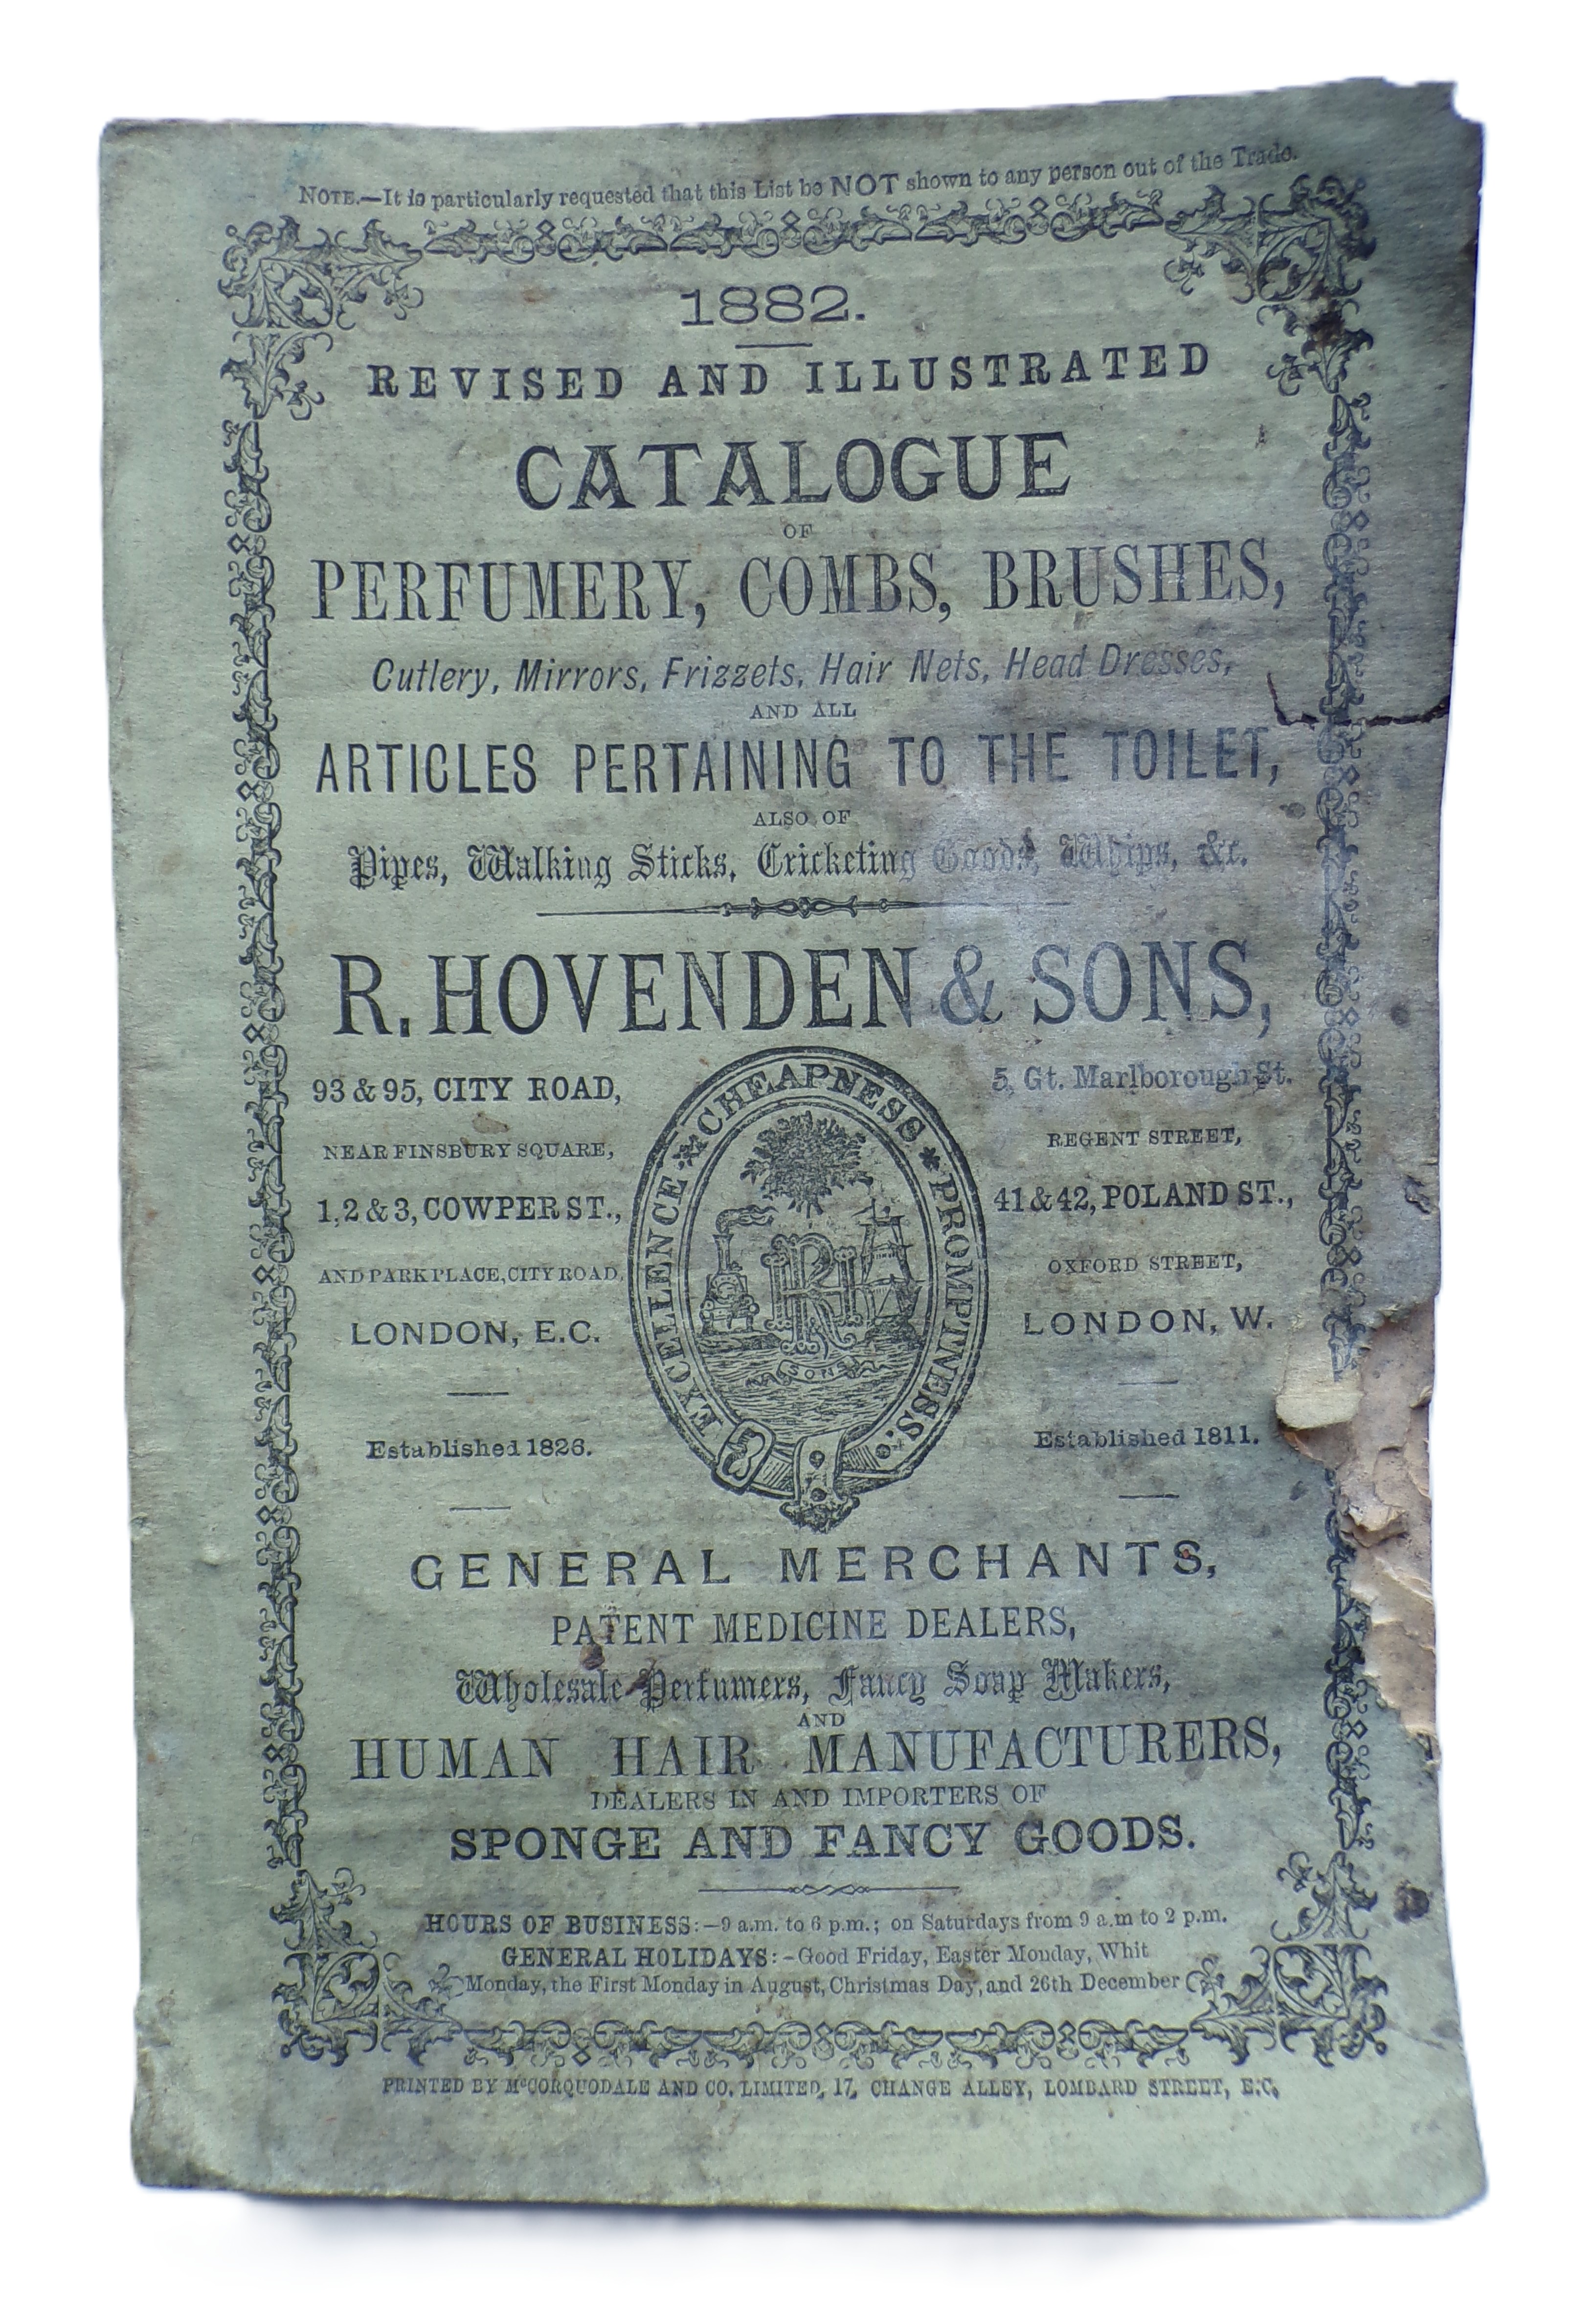 NOTE.—It is particularly requested that this List be NOT shown to any person out of the Trade.
1882.
REVISED AND ILLUSTRATED
CATALOGUE
OF
PERFUMERY, COMBS, BRUSHES,
Cutlery, Mirrors, Frizzets, Hair Nets, Head Dresses,
AND ALL
ARTICLES PERTAINING TO THE TOILET,
ALSO OF
Pipes, Walking Sticks, Cricketing Goods, Whips, &c.
R. HOVENDEN & SONS,
93 & 95, CITY ROAD,
NEAR FINSBURY SQUARE,
1, 2 & 3, COWPER ST.,
AND PARK PLACE, CITY ROAD,
LONDON, E.C.
Established 1826.
EXCELLENCE * CHEAPNESS * PROMPTNESS:
RH
SONS
5, Gt. Marlborough St.
REGENT STREET,
41 & 42, POLAND ST.,
OXFORD STREET,
LONDON, W.
Established 1811.
GENERAL MERCHANTS,
PATENT MEDICINE DEALERS,
Wholesale Perfumers, Fancy Soap Makers,
AND
HUMAN HAIR MANUFACTURERS,
DEALERS IN AND IMPORTERS OF
SPONGE AND FANCY GOODS.
HOURS OF BUSINESS:—9 a.m. to 6 p.m.; on Saturdays from 9 a.m to 2 p.m.
GENERAL HOLIDAYS:-Good Friday, Easter Monday, Whit
Monday, the First Monday in August, Christmas Day, and 26th December
PRINTED BY McCORQUODALE AND CO. LIMITED, 17, CHANGE ALLEY, LOMBARD STREET, E.C.